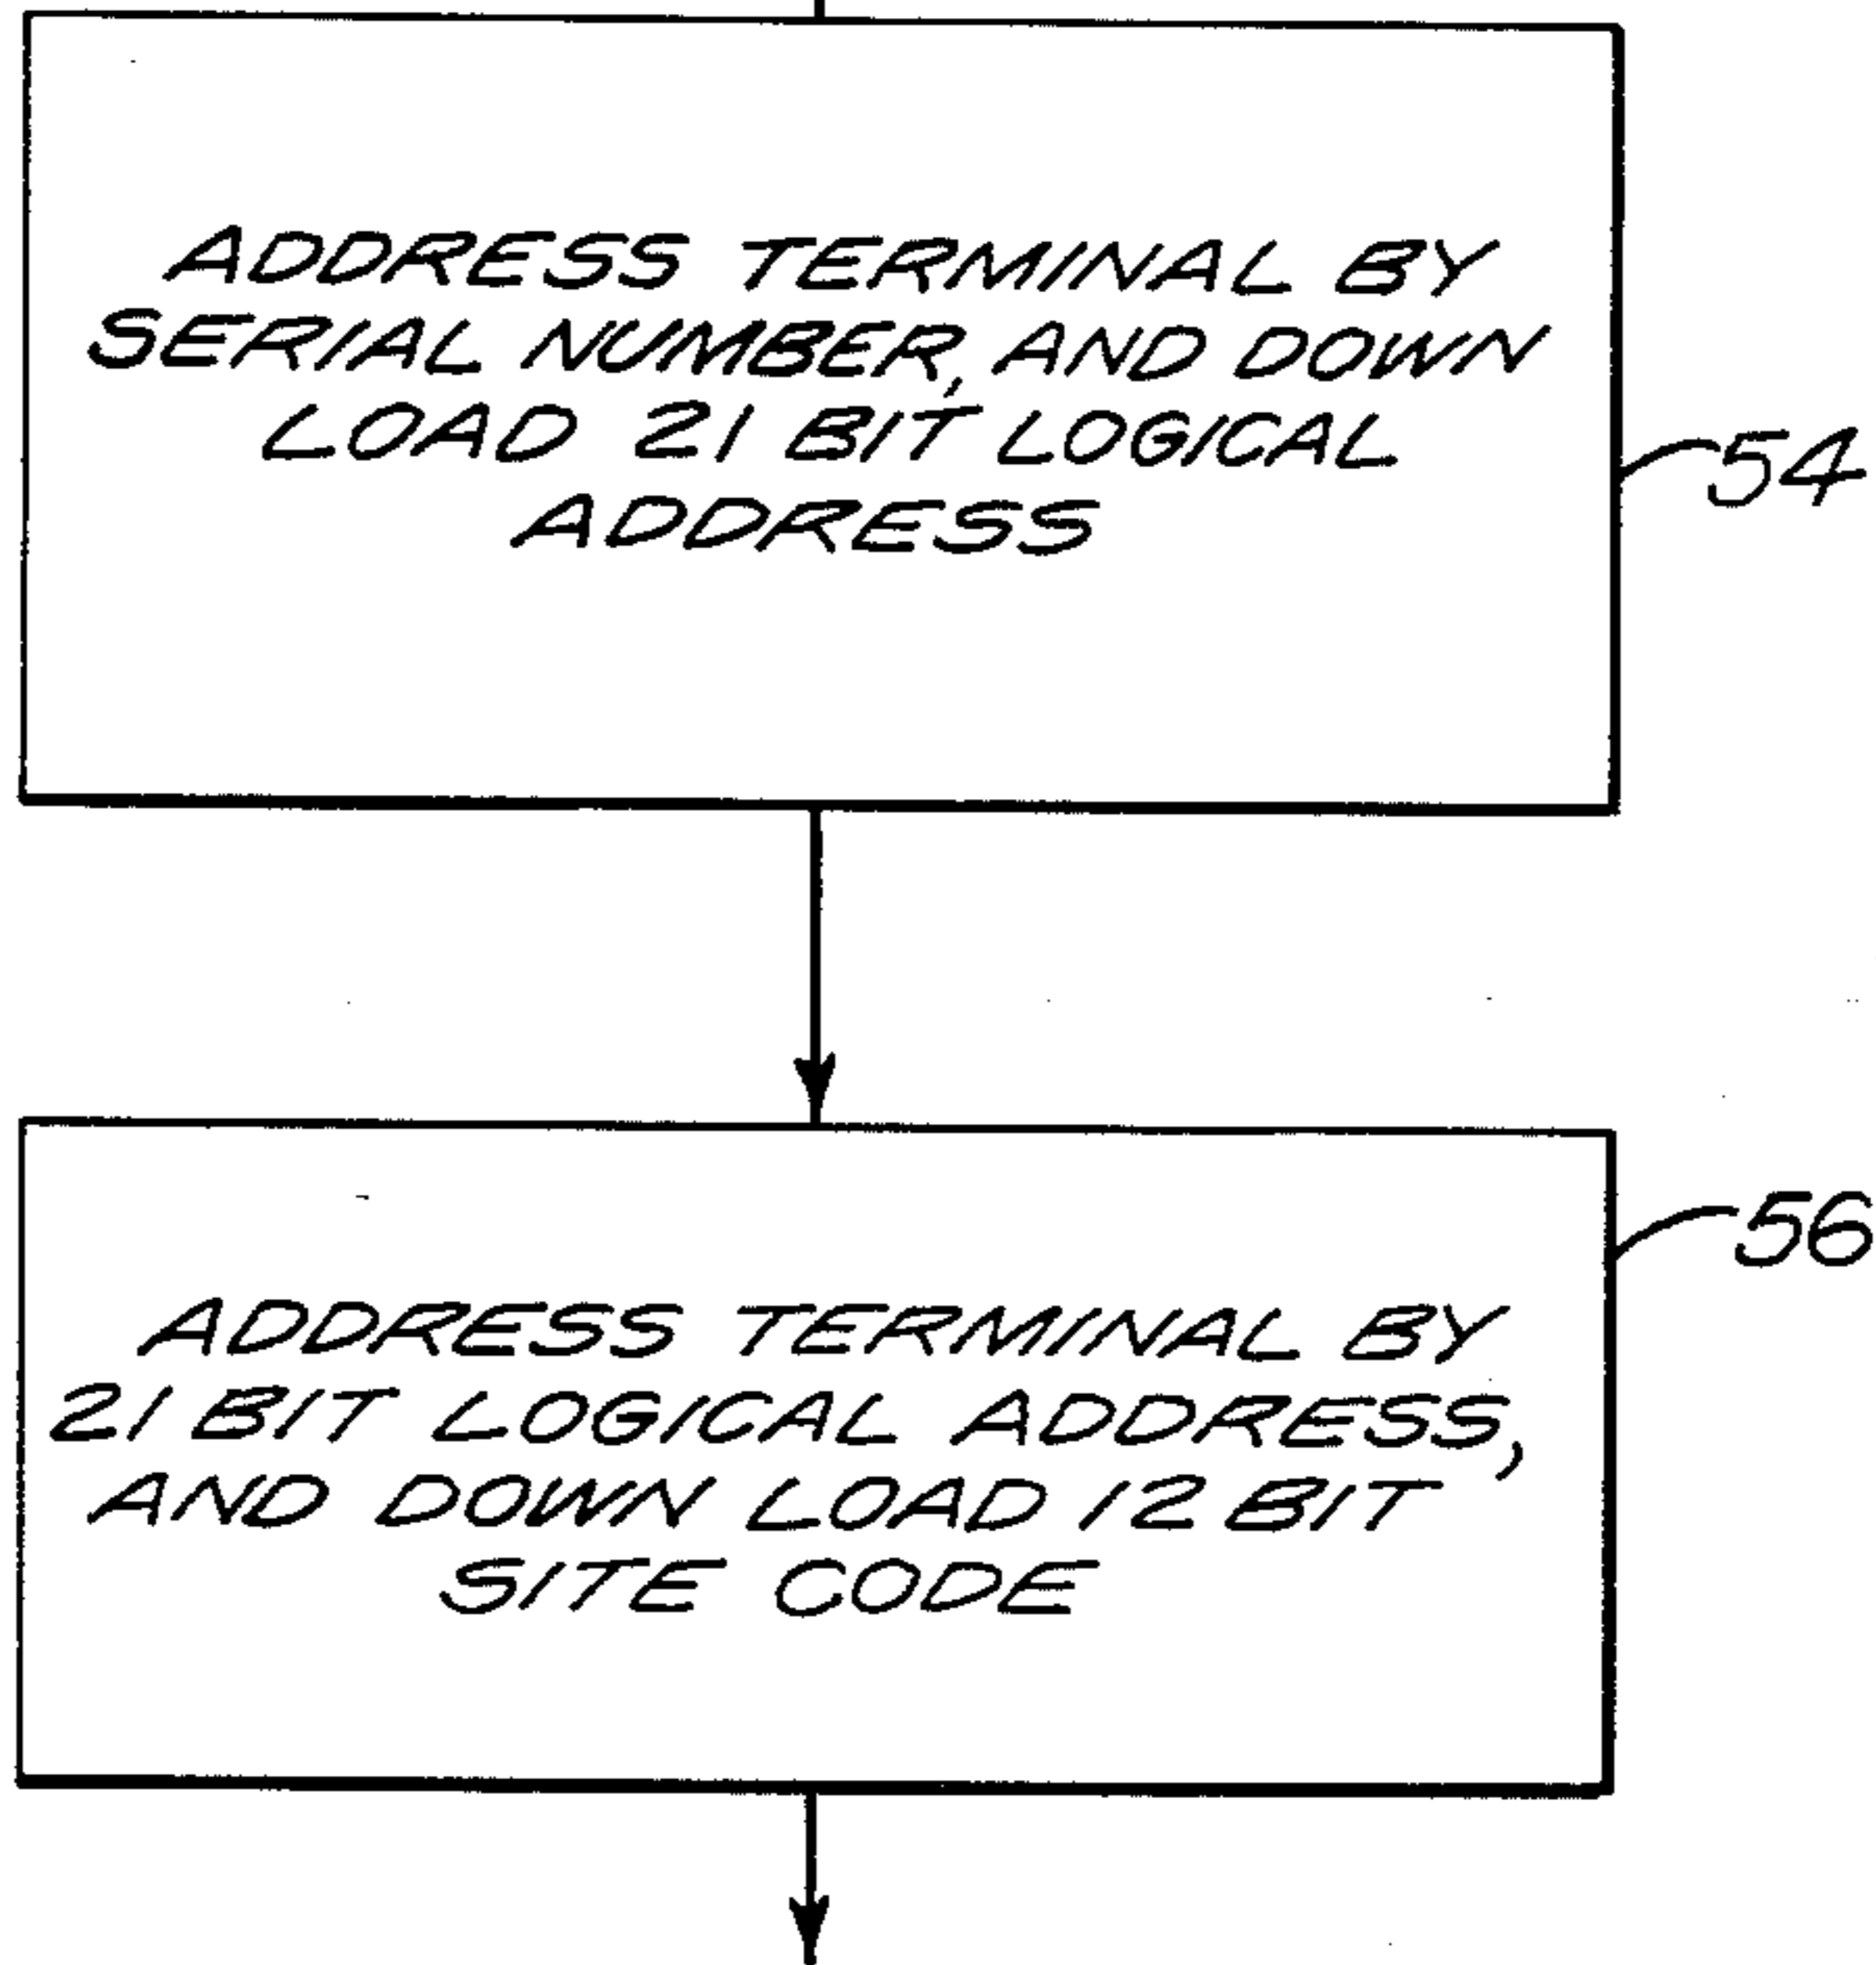 ADDRESS TERMINAL BY
SERIAL NUMBER, AND DOWN
LOAD 21 BIT LOGICAL
ADDRESS
54
56
ADDRESS TERMINAL BY
21 BIT LOGICAL ADDRESS,
AND DOWN LOAD 12 BIT
SITE CODE